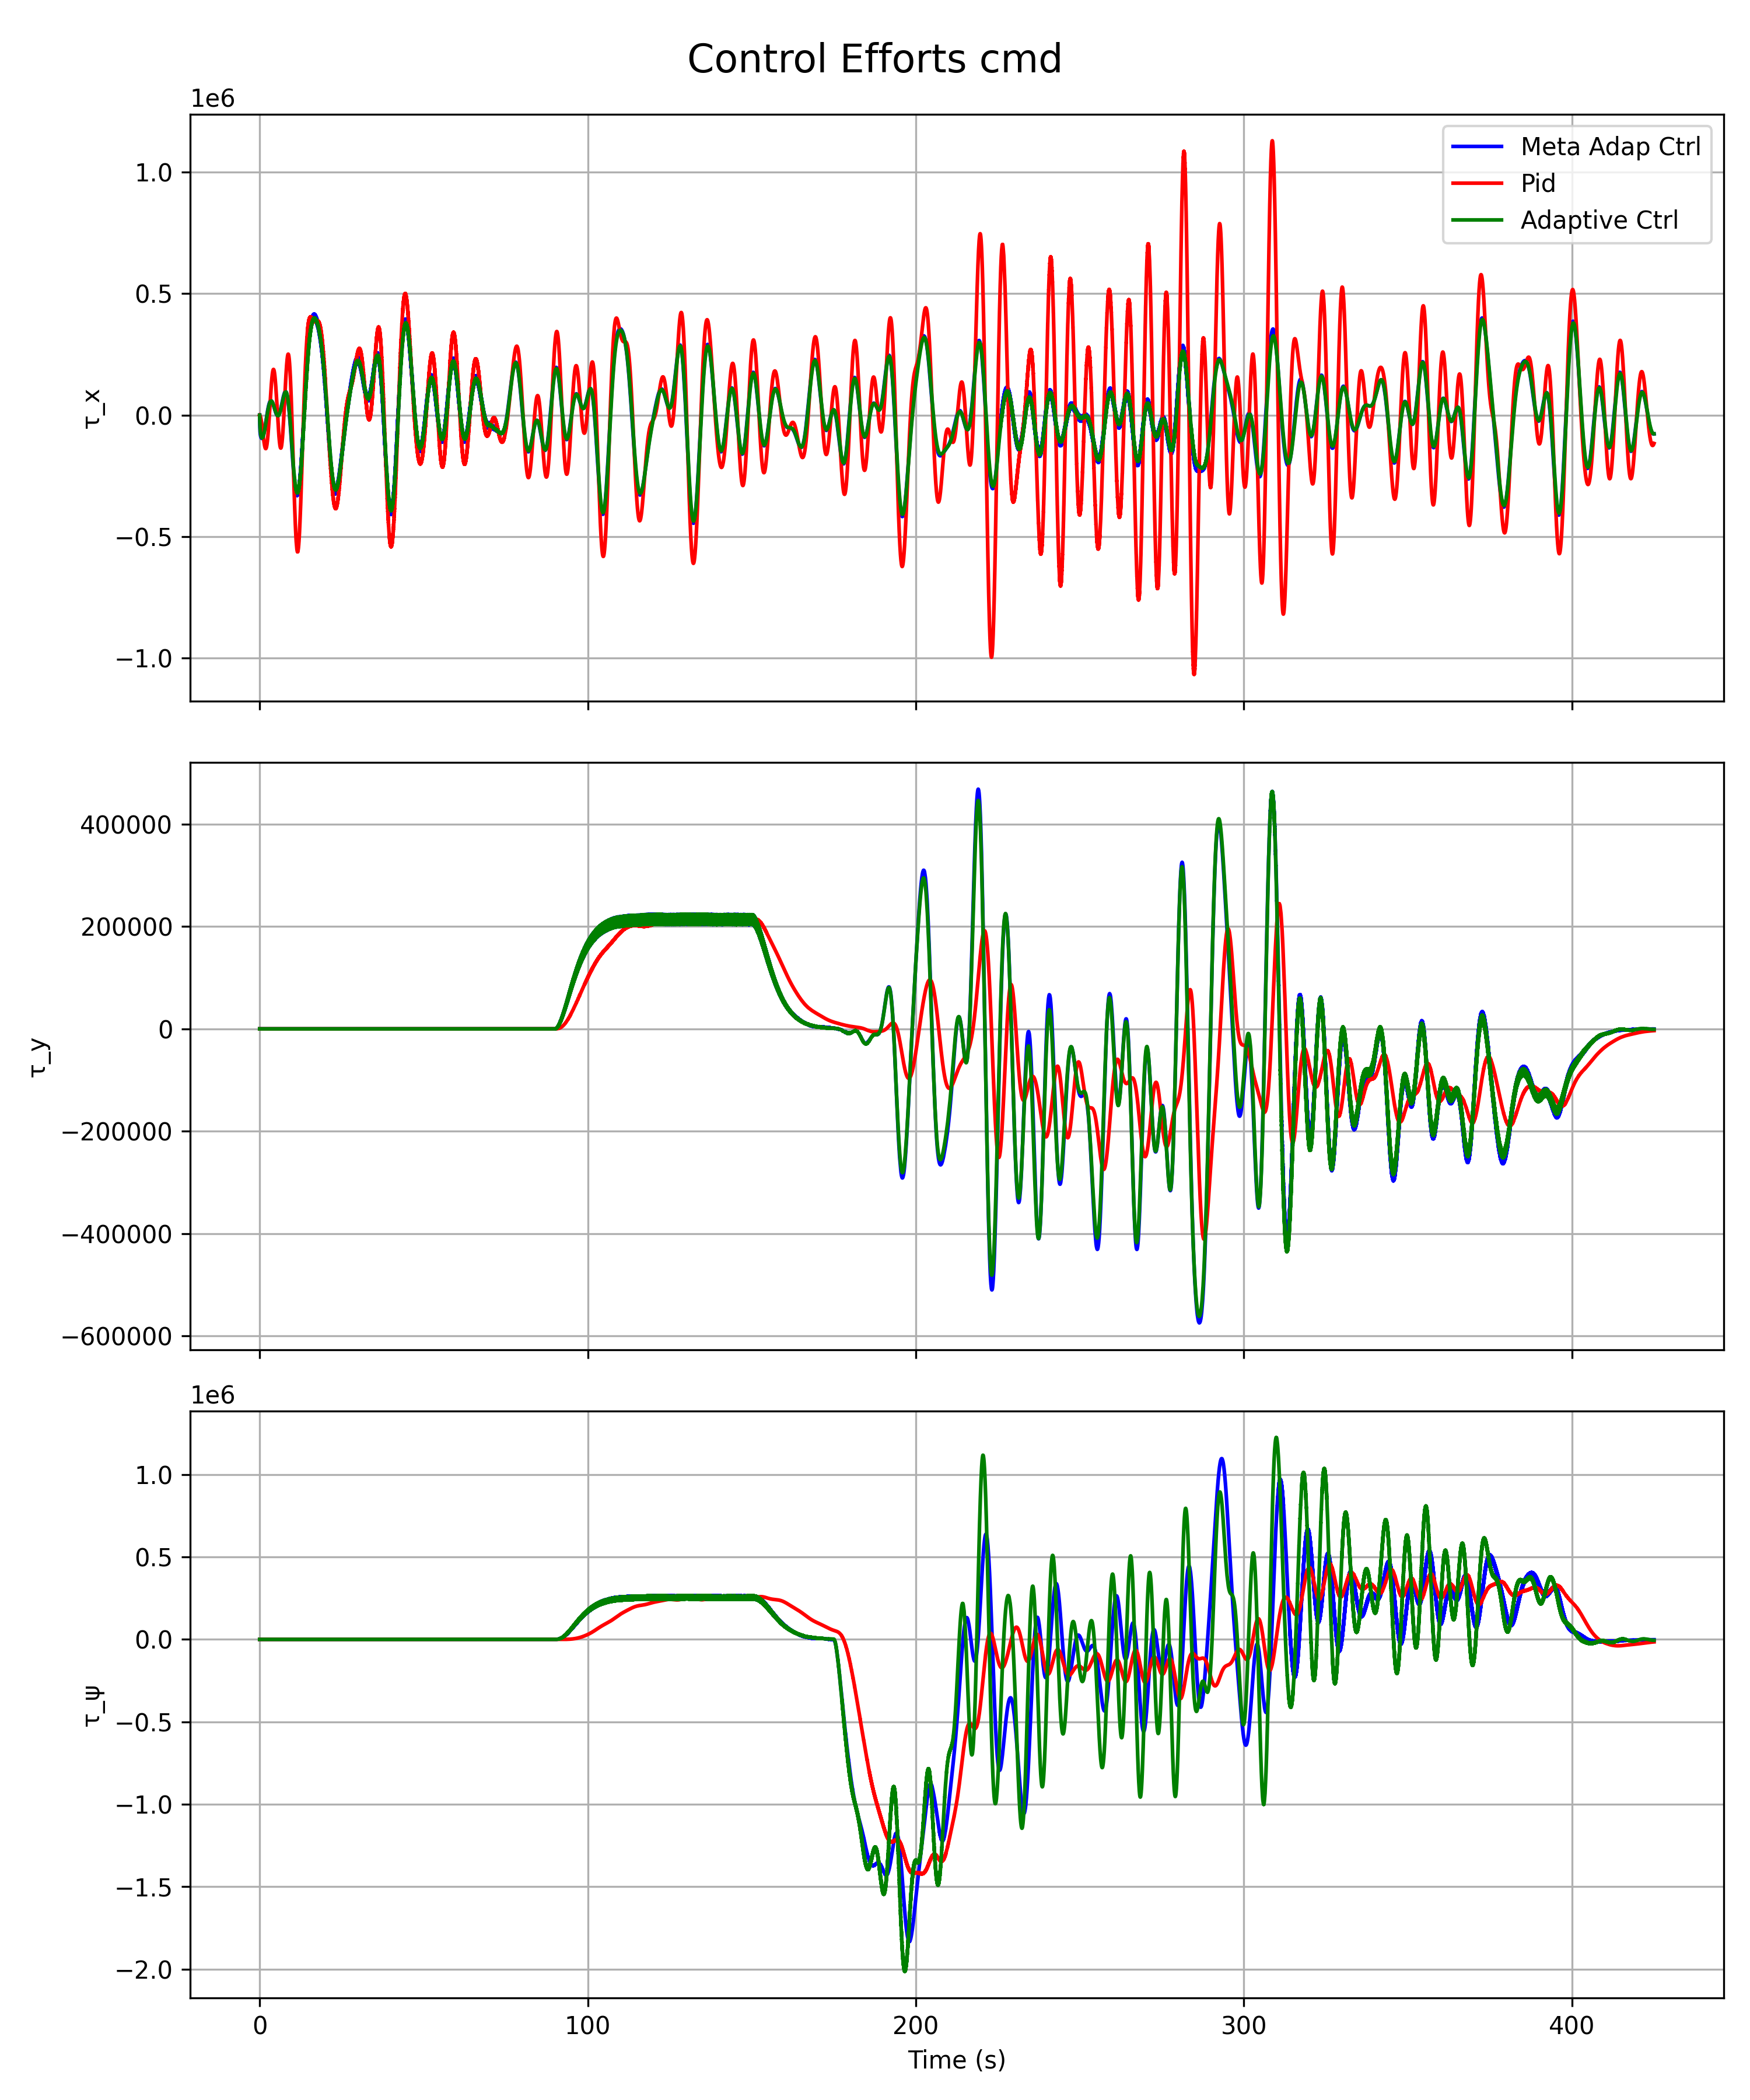 Control Efforts cmd
1e6
Meta Adap Ctrl
Pid
Adaptive Ctrl
1.0
0.5
0.0
−0.5
−1.0
τ_x
400000
200000
0
−200000
−400000
−600000
τ_y
1e6
1.0
0.5
0.0
−0.5
−1.0
−1.5
−2.0
τ_ψ
0 100 200 300 400
Time (s)